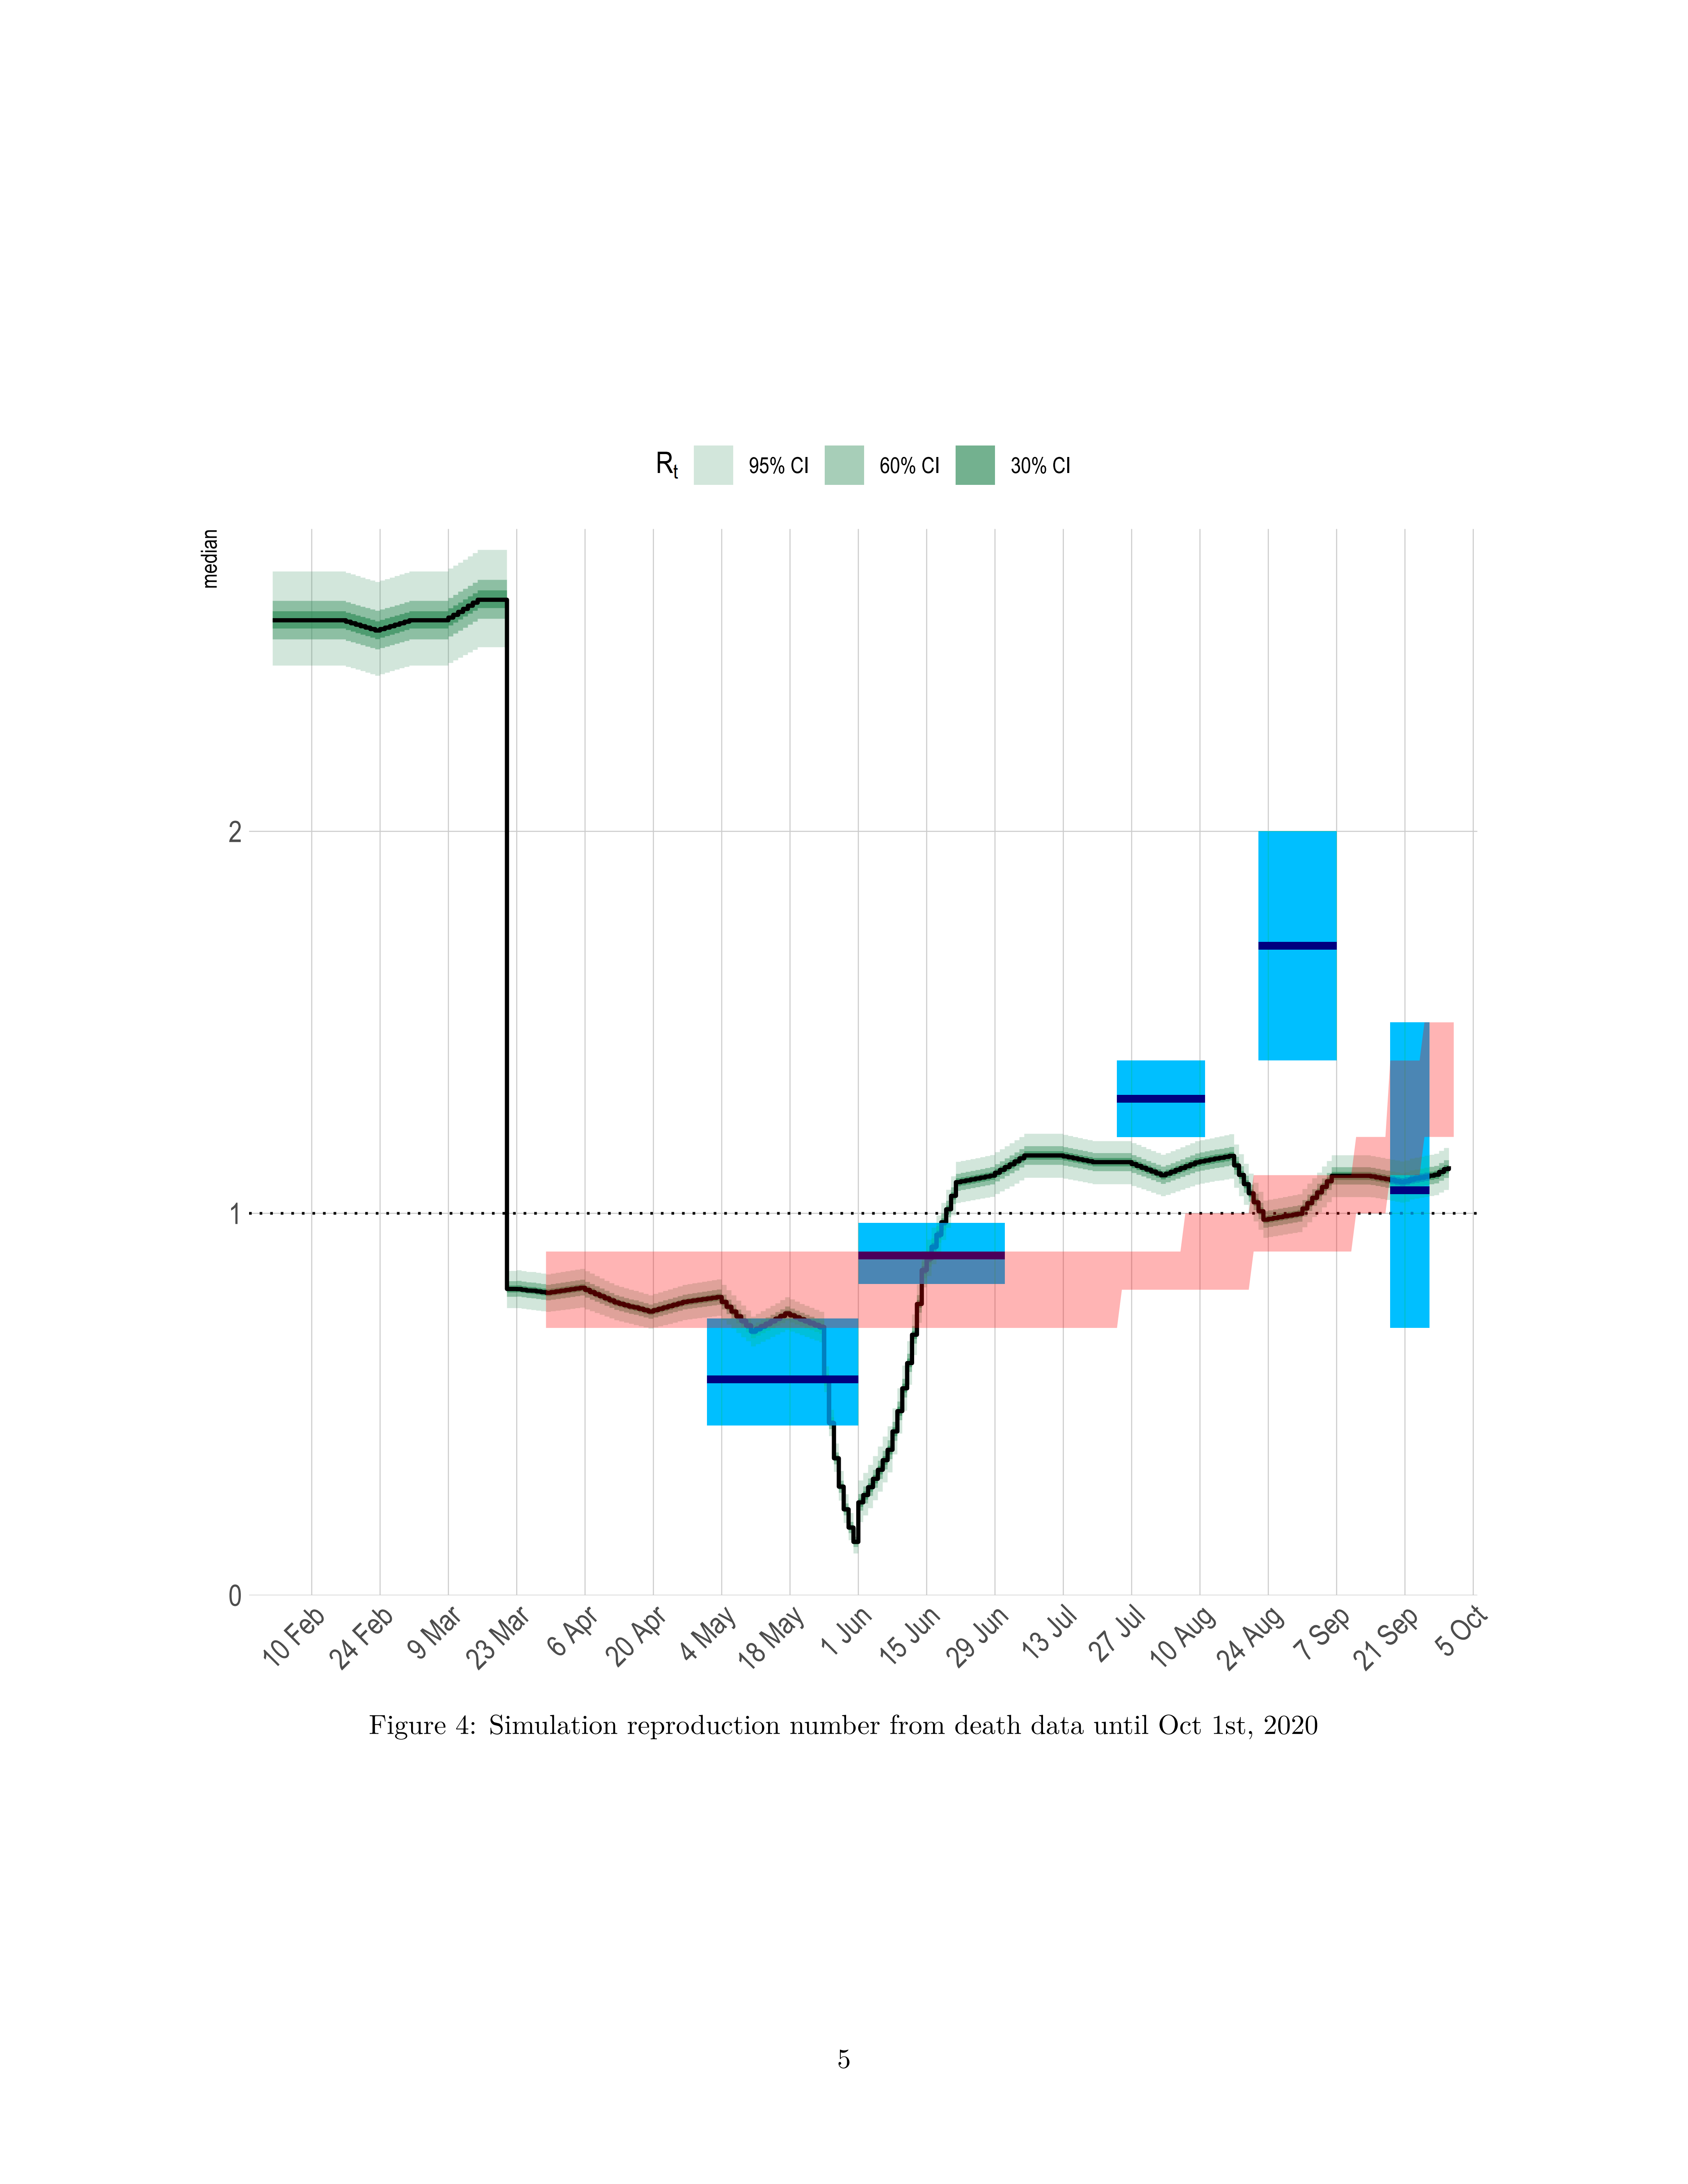 Rt 95% CI 60% CI 30% CI
median
2
1
0
10 Feb 24 Feb 9 Mar 23 Mar 6 Apr 20 Apr 4 May 18 May 1 Jun 15 Jun 29 Jun 13 Jul 27 Jul 10 Aug 24 Aug 7 Sep 21 Sep 5 Oct
Figure 4: Simulation reproduction number from death data until Oct 1st, 2020
5